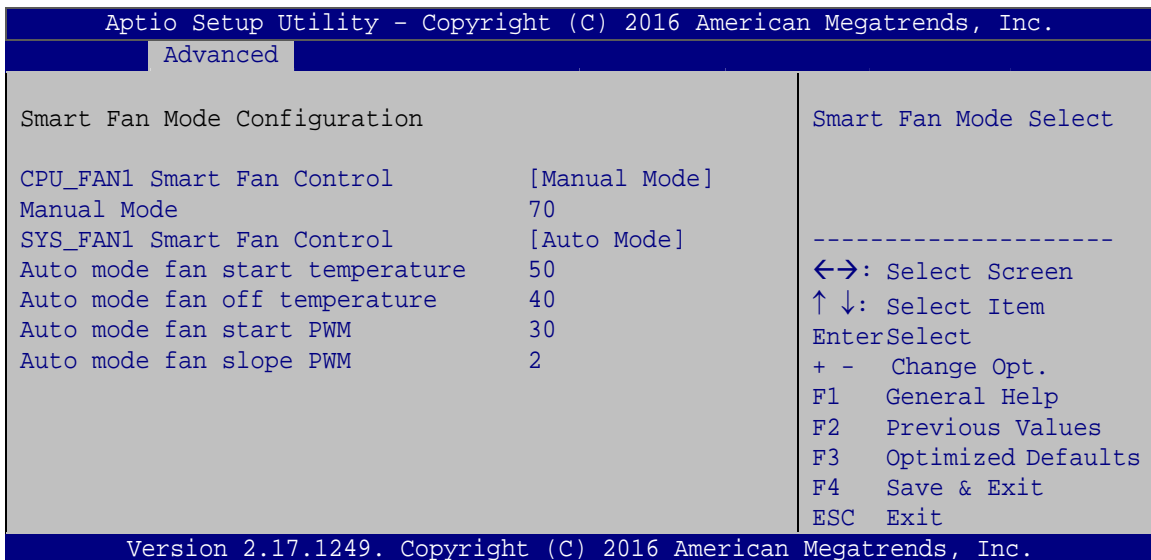 Aptio Setup Utility – Copyright (C) 2016 American Megatrends, Inc.
Advanced
Smart Fan Mode Configuration
CPU_FAN1 Smart Fan Control [Manual Mode]
Manual Mode 70
SYS_FAN1 Smart Fan Control [Auto Mode]
Auto mode fan start temperature 50
Auto mode fan off temperature 40
Auto mode fan start PWM 30
Auto mode fan slope PWM 2
Smart Fan Mode Select
---------------------
←→: Select Screen
↑ ↓: Select Item
EnterSelect
+ - Change Opt.
F1 General Help
F2 Previous Values
F3 Optimized Defaults
F4 Save & Exit
ESC Exit
Version 2.17.1249. Copyright (C) 2016 American Megatrends, Inc.